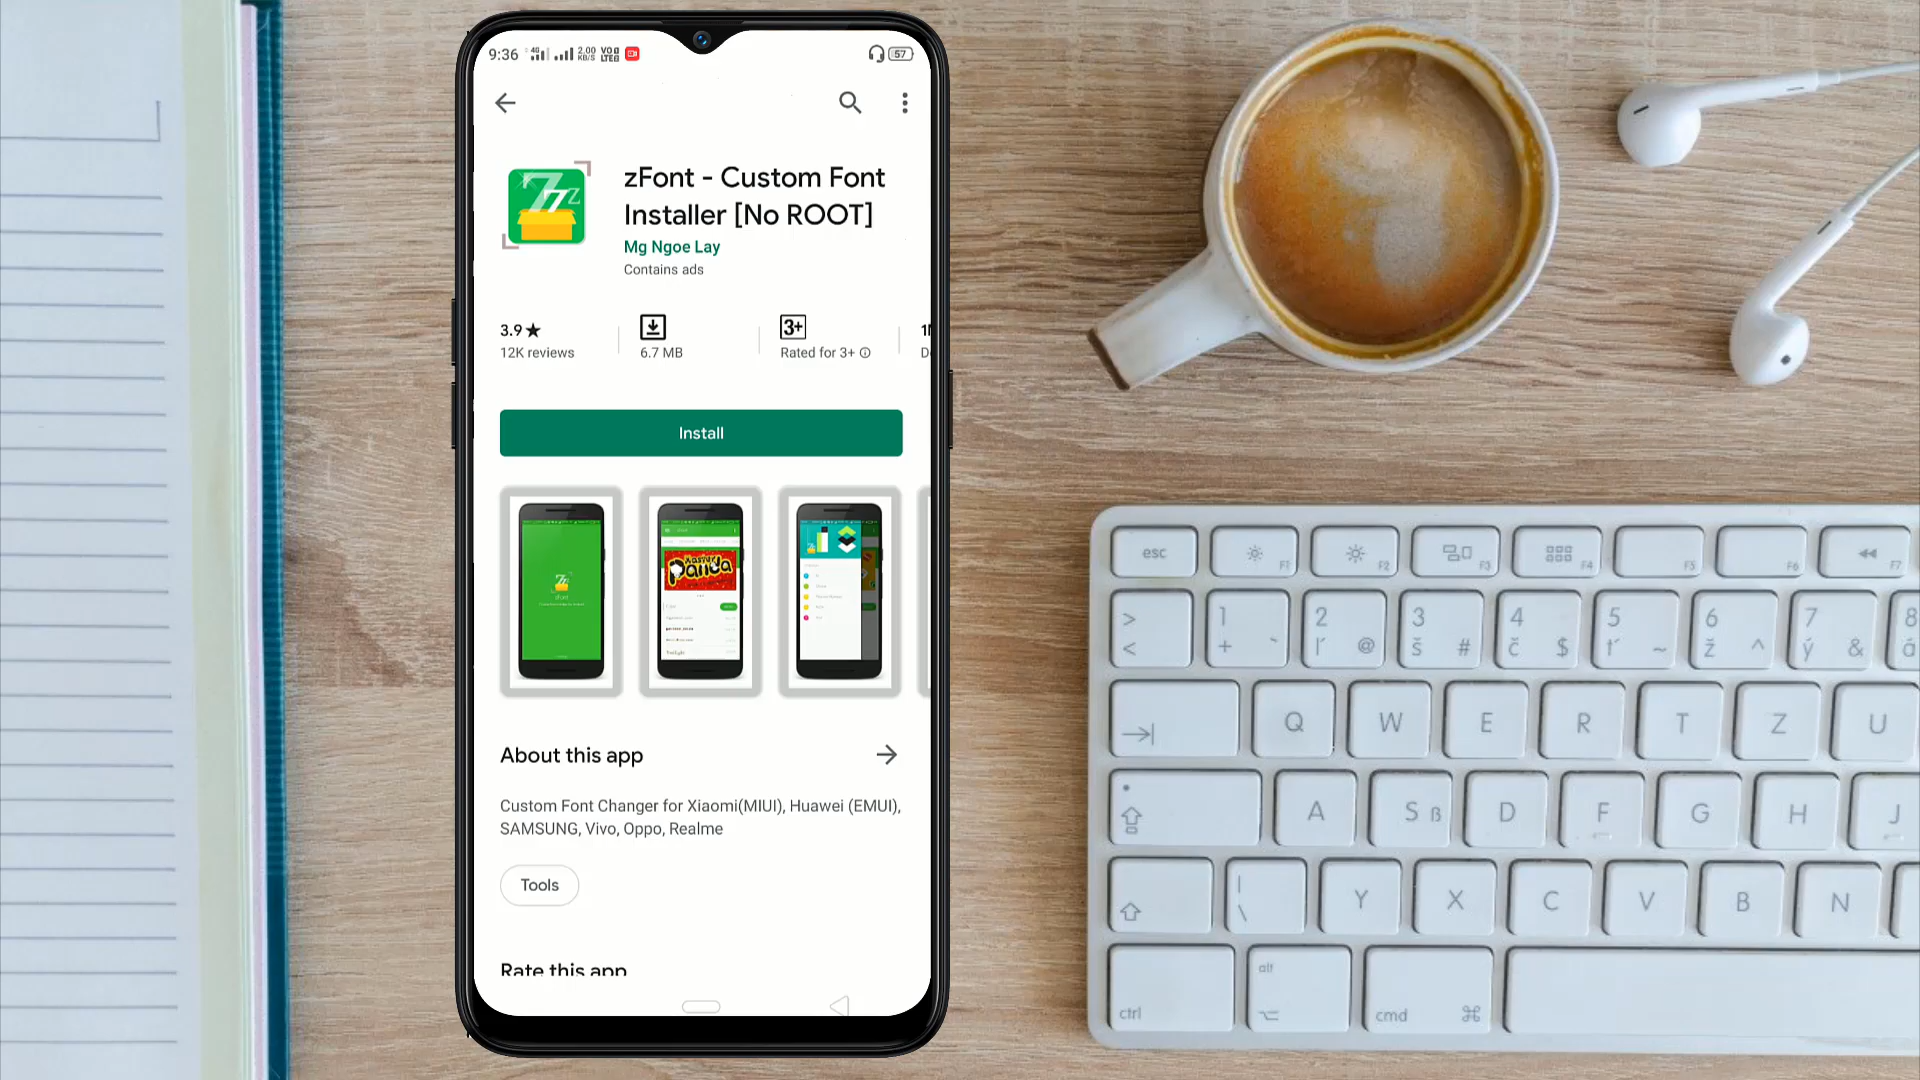 9:36
4G
2.00
KB/S
VO
LTE
57
zFont - Custom Font
Installer [No ROOT]
Mg Ngoe Lay
Contains ads
3.9★
12K reviews
6.7 MB
3+
Rated for 3+
Install
Panda
zFont
About this app
Custom Font Changer for Xiaomi(MIUI), Huawei (EMUI),
SAMSUNG, Vivo, Oppo, Realme
Tools
Rate this app
esc F1 F2 F3 F4 F5 F6 F7
> < 1 + ` 2 ľ @ 3 š # 4 č $ 5 ť ~ 6 ž ^ 7 ý & 8 á
Q W E R T Z U
A S ß D F G H J
| \ Y X C V B N
ctrl alt cmd ⌘